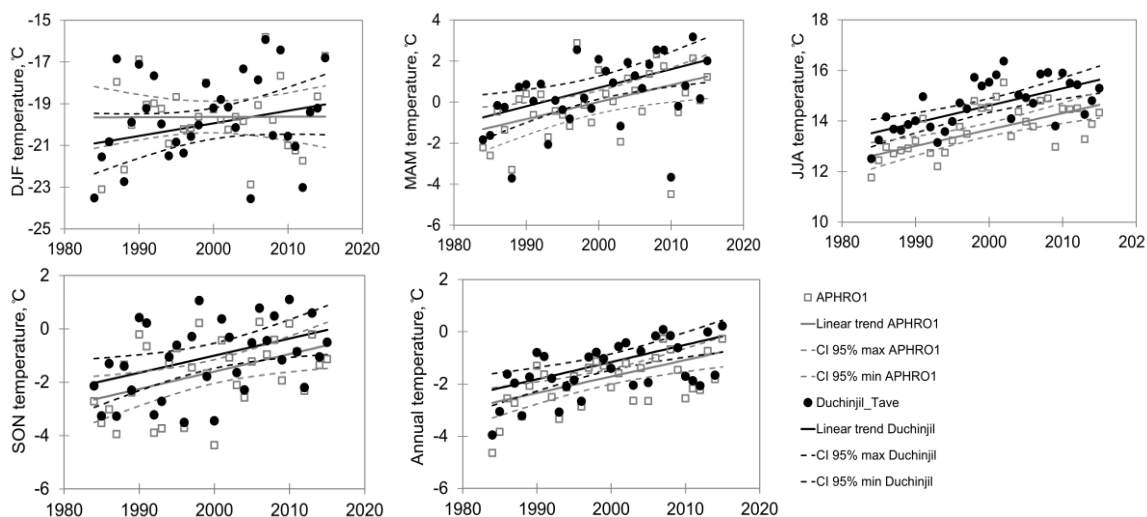 DJF temperature, ℃
-15
-17
-19
-21
-23
-25
1980 1990 2000 2010 2020
MAM temperature, ℃
4
2
0
-2
-4
-6
1980 1990 2000 2010 2020
JJA temperature, ℃
18
16
14
12
10
1980 1990 2000 2010 2020
SON temperature, ℃
2
0
-2
-4
-6
1980 1990 2000 2010 2020
Annual temperature, ℃
2
0
-2
-4
-6
1980 1990 2000 2010 2020
APHRO1
Linear trend APHRO1
CI 95% max APHRO1
CI 95% min APHRO1
Duchinjil_Tave
Linear trend Duchinjil
CI 95% max Duchinjil
CI 95% min Duchinjil